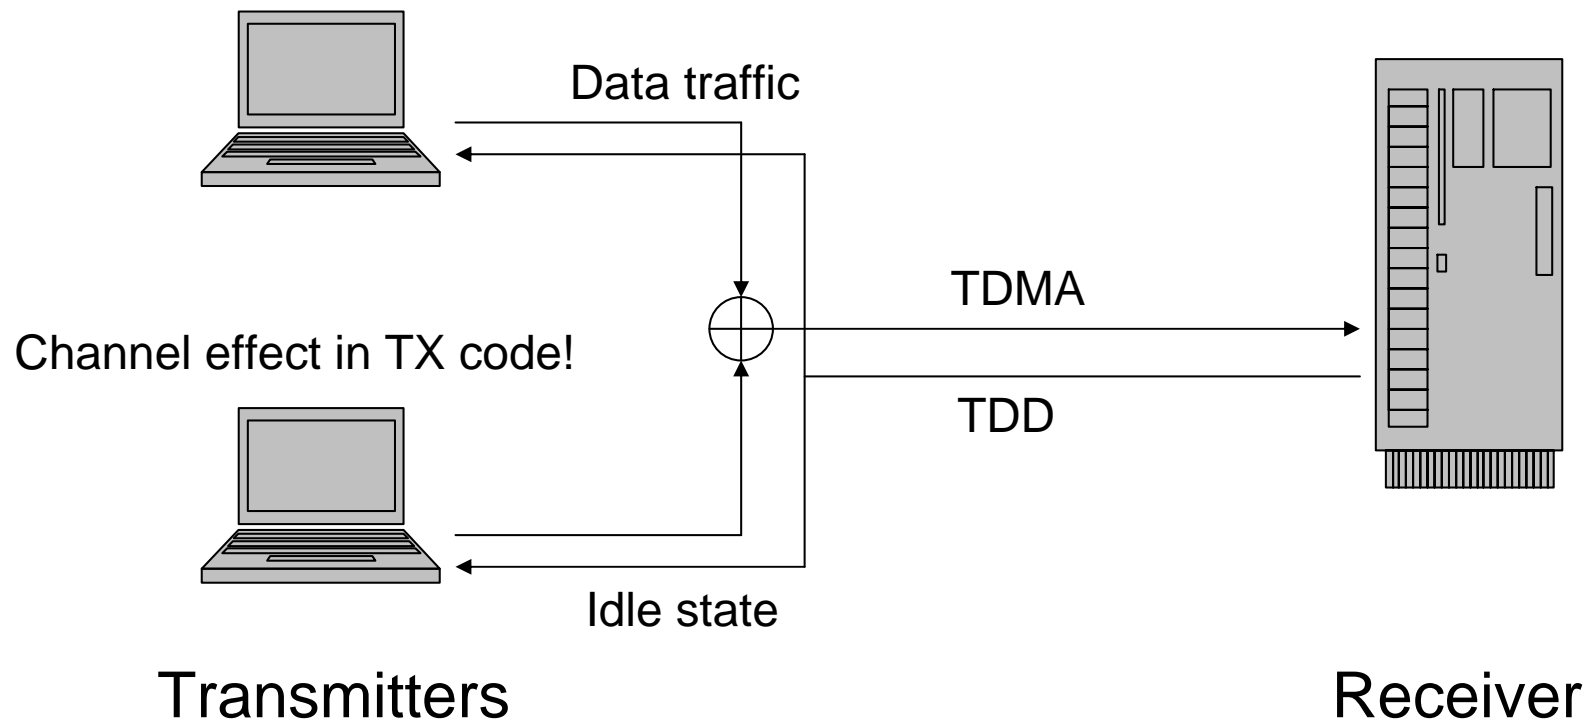 Data traffic
TDMA
Channel effect in TX code!
TDD
Idle state
Transmitters
Receiver